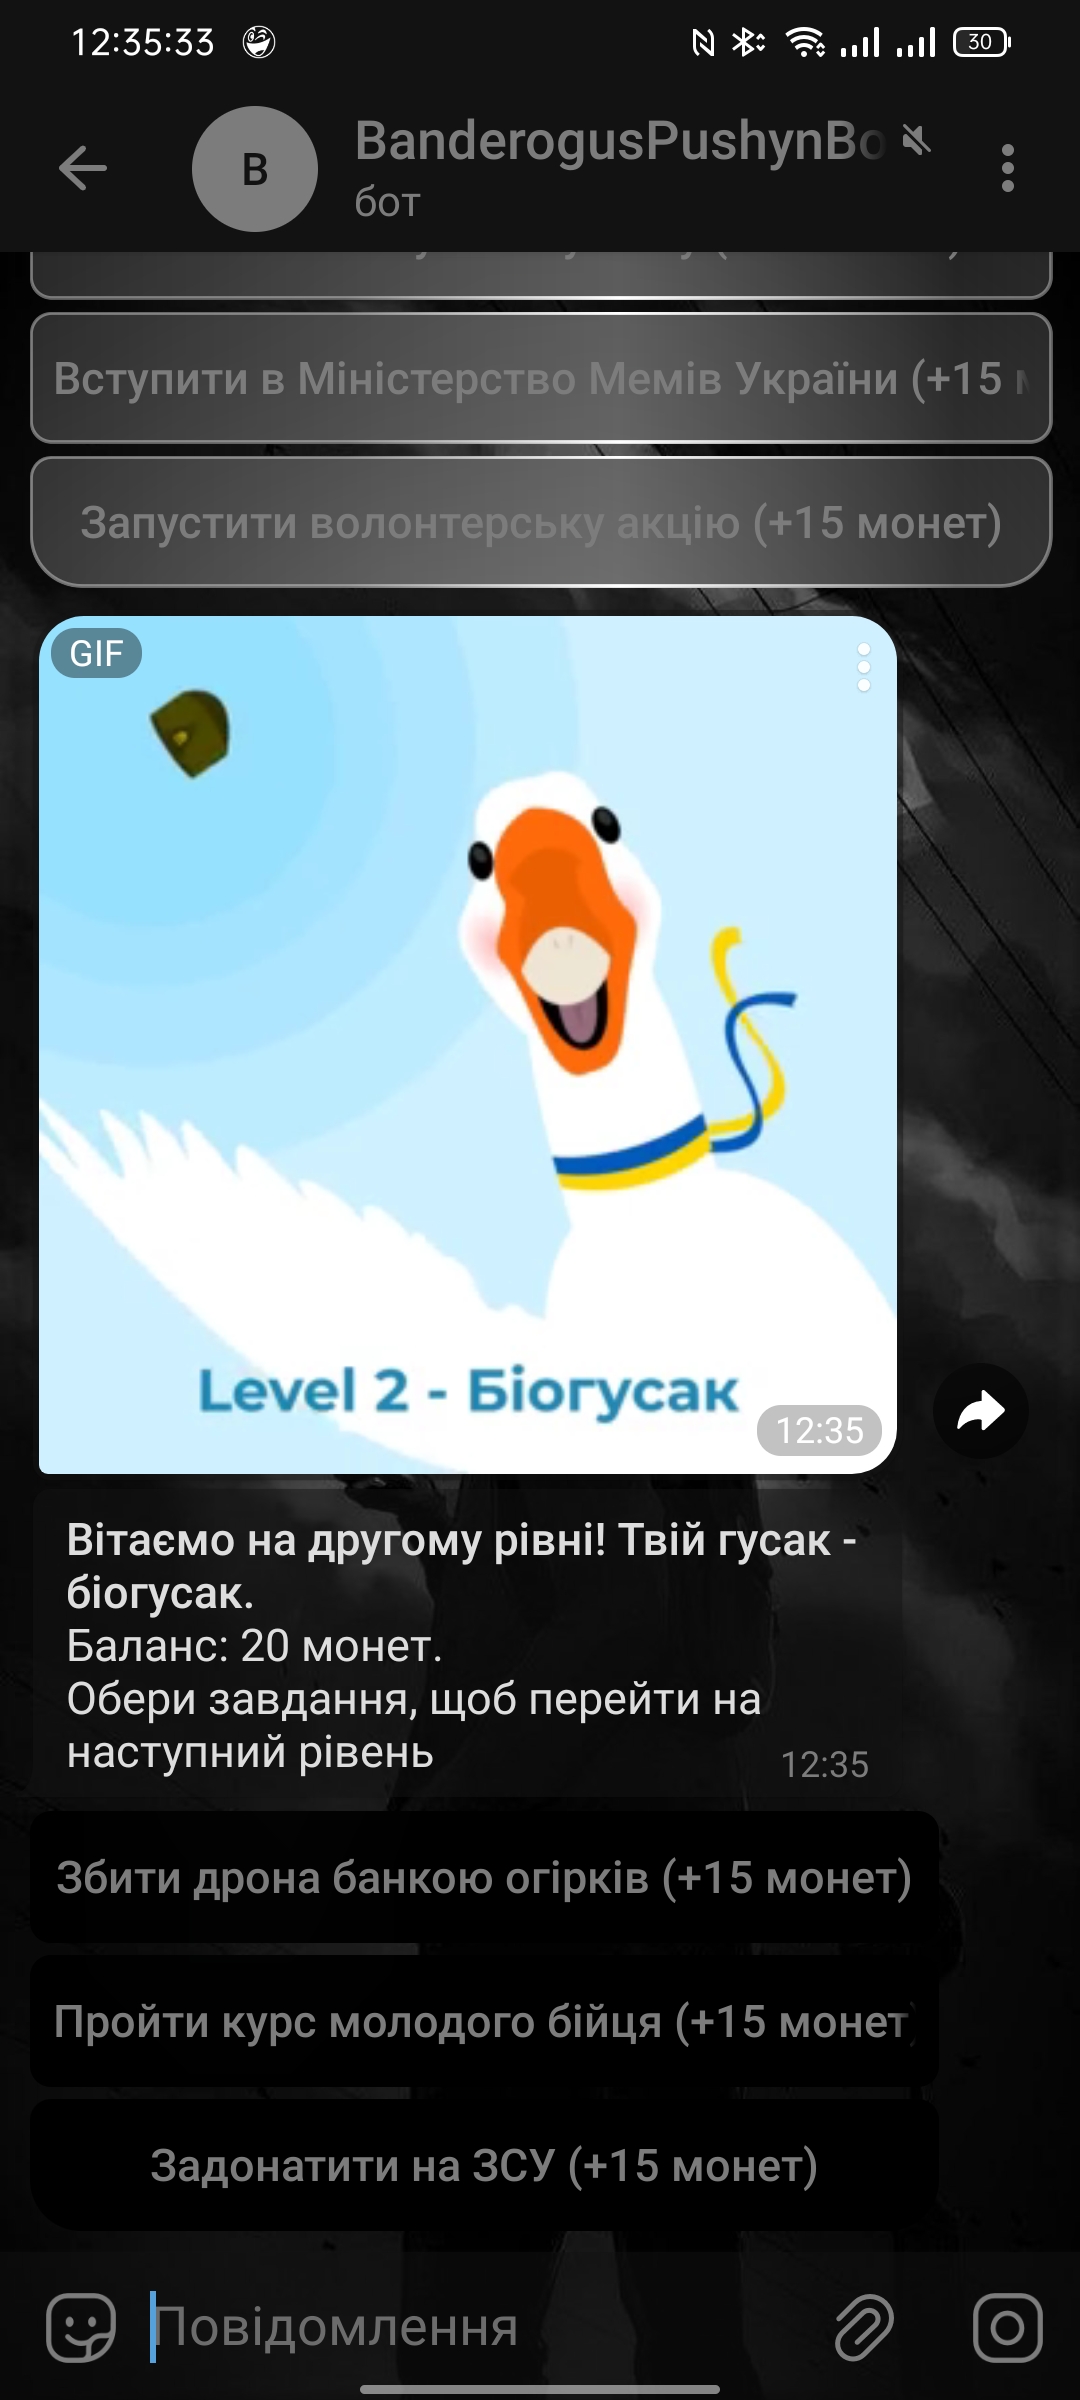 12:35:33
30
B
BanderogusPushynBo
бот
Вступити в Міністерство Мемів України (+15
Запустити волонтерську акцію (+15 монет)
GIF
Level 2 - Біогусак
12:35
Вітаємо на другому рівні! Твій гусак -
біогусак.
Баланс: 20 монет.
Обери завдання, щоб перейти на
наступний рівень
12:35
Збити дрона банкою огірків (+15 монет)
Пройти курс молодого бійця (+15 монет)
Задонатити на ЗСУ (+15 монет)
Повідомлення